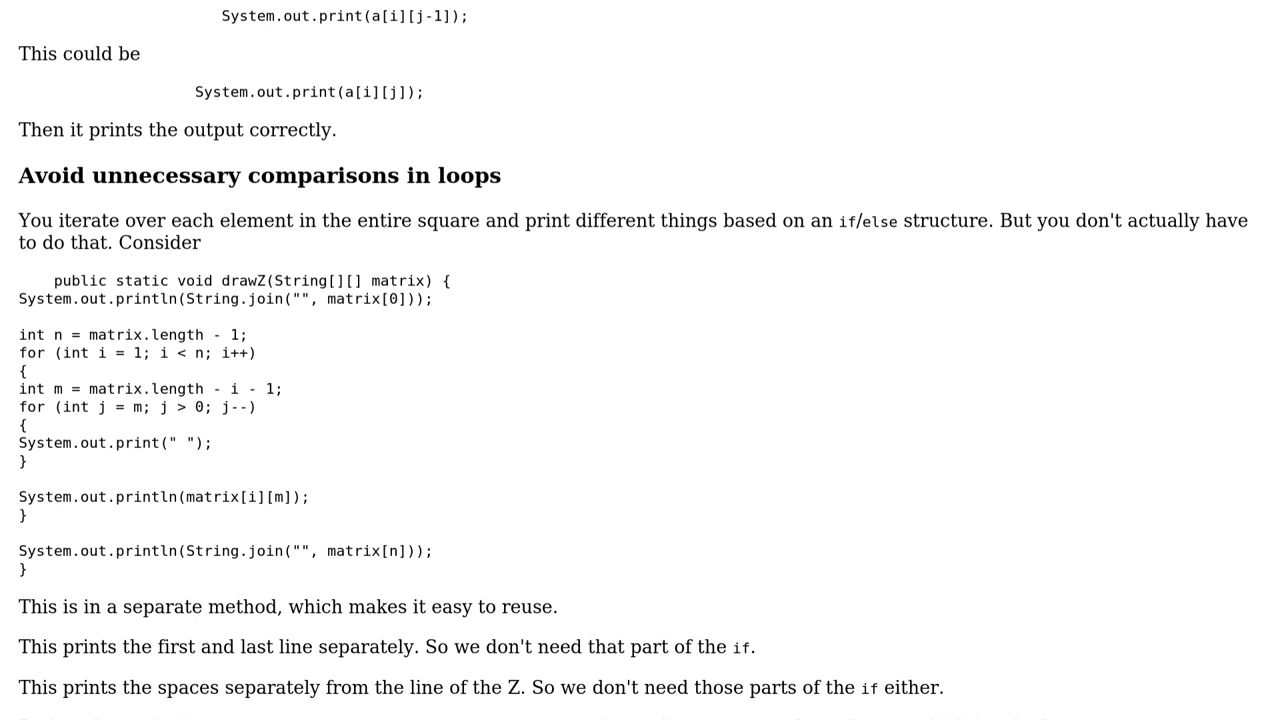 System.out.print(a[i][j-1]);
This could be
System.out.print(a[i][j]);
Then it prints the output correctly.
Avoid unnecessary comparisons in loops
You iterate over each element in the entire square and print different things based on an if/else structure. But you don't actually have
to do that. Consider
public static void drawZ(String[][] matrix) {
System.out.println(String.join("", matrix[0]));
int n = matrix.length - 1;
for (int i = 1; i < n; i++)
{
int m = matrix.length - i - 1;
for (int j = m; j > 0; j--)
{
System.out.print(" ");
}
System.out.println(matrix[i][m]);
}
System.out.println(String.join("", matrix[n]));
}
This is in a separate method, which makes it easy to reuse.
This prints the first and last line separately. So we don't need that part of the if.
This prints the spaces separately from the line of the Z. So we don't need those parts of the if either.